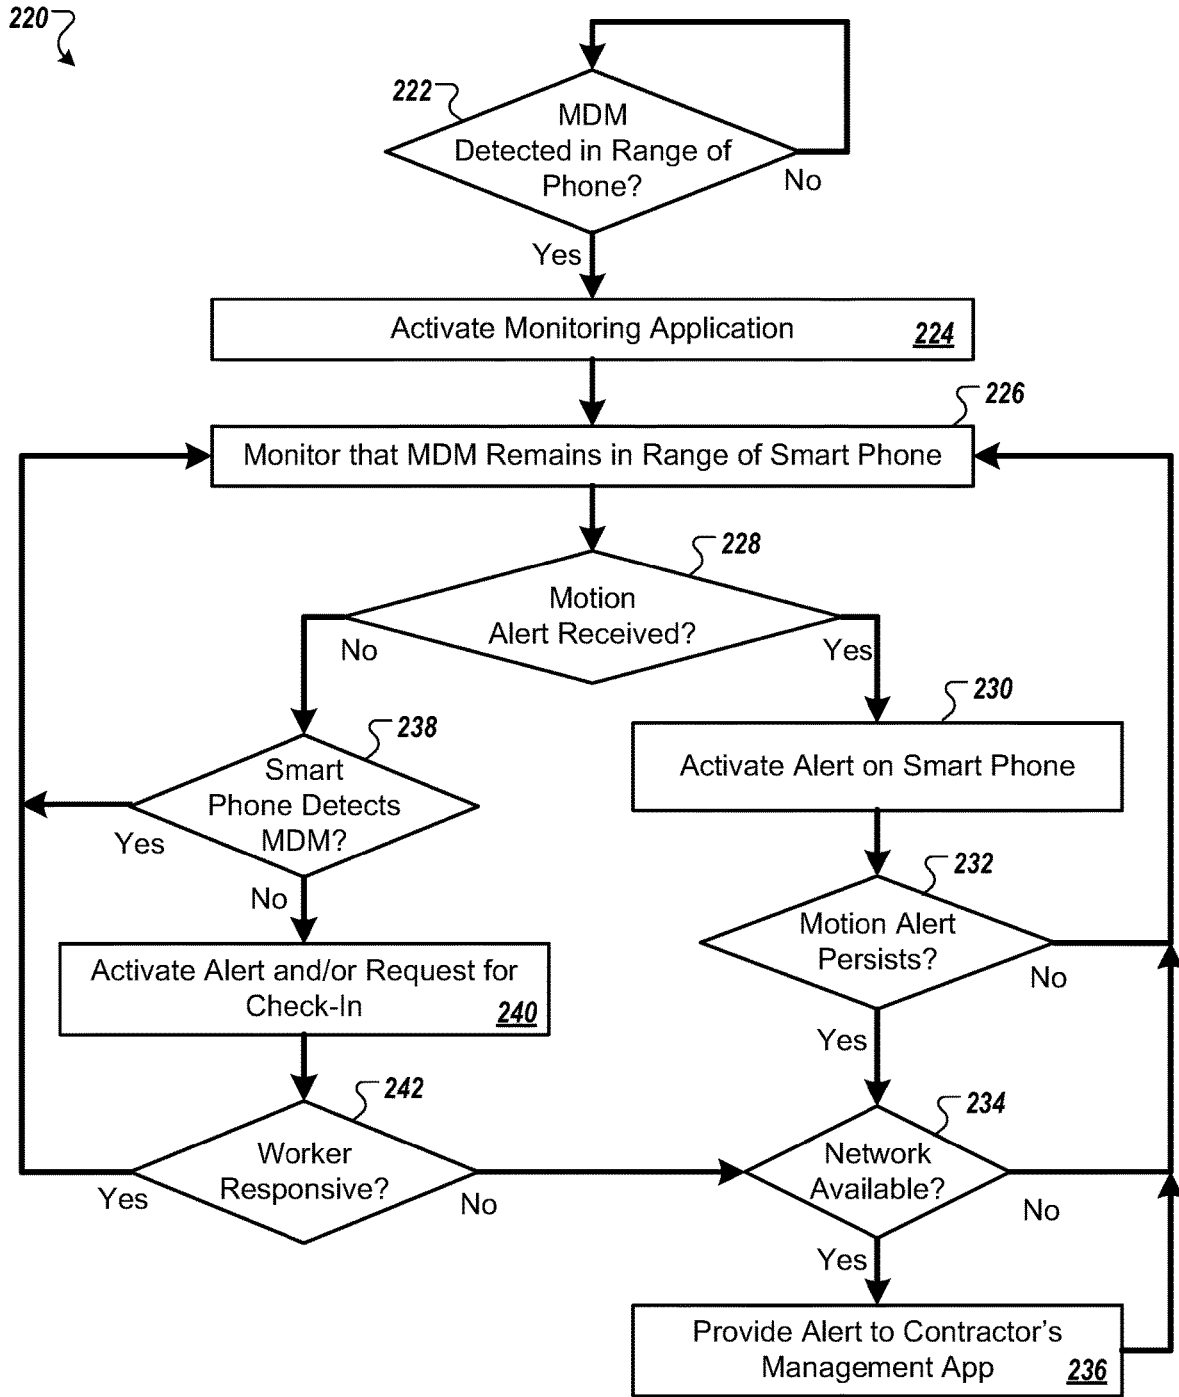 220
222
MDM
Detected in Range of
Phone?
No
Yes
Activate Monitoring Application
224
226
Monitor that MDM Remains in Range of Smart Phone
228
Motion
Alert Received?
No
Yes
230
Activate Alert on Smart Phone
238
Smart
Phone Detects
MDM?
Yes
No
232
Motion Alert
Persists?
No
Yes
Activate Alert and/or Request for
Check-In
240
242
Worker
Responsive?
Yes
No
234
Network
Available?
No
Yes
Provide Alert to Contractor's
Management App
236